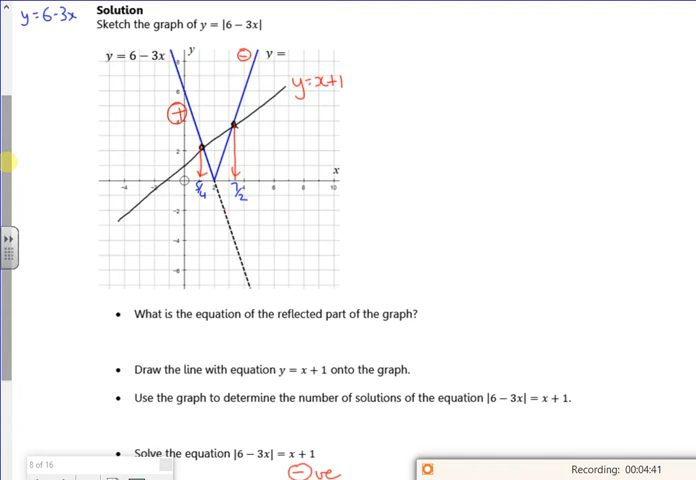 y=6-3x
Solution
Sketch the graph of y = |6 − 3x|
y = 6 − 3x
y
y =
y=x+1
8
6
2
x
-4
2
4
6
8
10
5/4
7/2
-2
-4
-6
• What is the equation of the reflected part of the graph?
• Draw the line with equation y = x + 1 onto the graph.
• Use the graph to determine the number of solutions of the equation |6 − 3x| = x + 1.
• Solve the equation |6 − 3x| = x + 1
8 of 16
−ve
Recording: 00:04:41